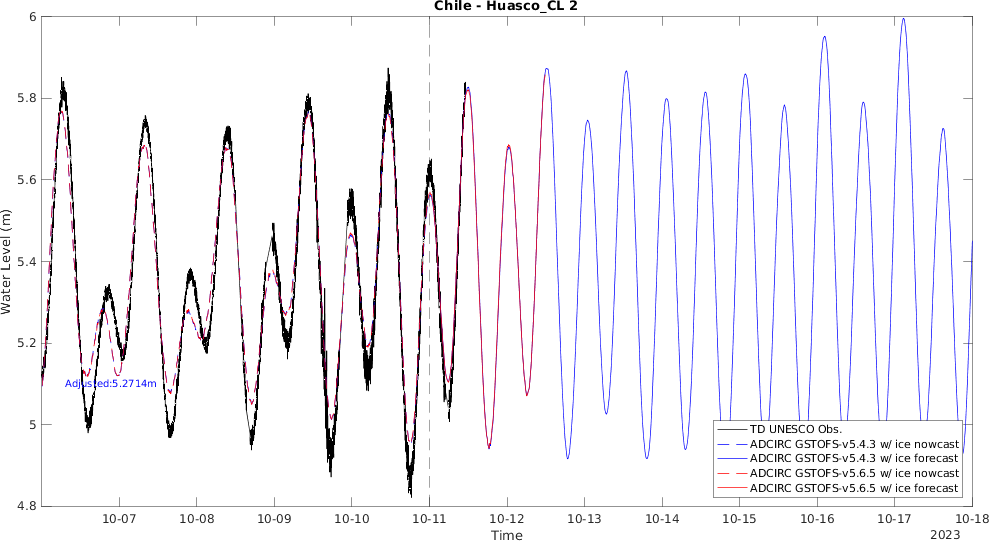 Chile - Huasco_CL 2
6
5.8
5.6
5.4
5.2
5
4.8
Water Level (m)
Adjusted:5.2714m
TD UNESCO Obs.
ADCIRC GSTOFS-v5.4.3 w/ ice nowcast
ADCIRC GSTOFS-v5.4.3 w/ ice forecast
ADCIRC GSTOFS-v5.6.5 w/ ice nowcast
ADCIRC GSTOFS-v5.6.5 w/ ice forecast
10-07 10-08 10-09 10-10 10-11 10-12 10-13 10-14 10-15 10-16 10-17 10-18
Time
2023